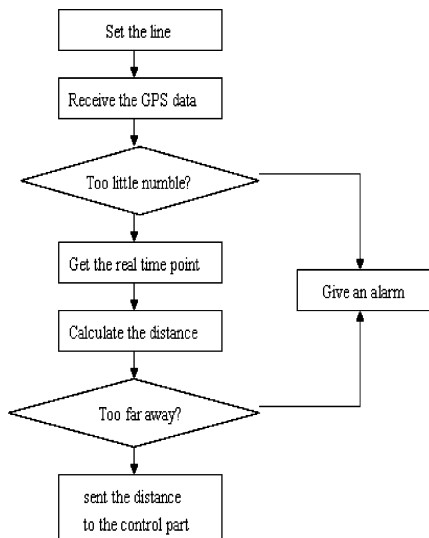 Set the line
Receive the GPS data
Too little numble?
Get the real time point
Give an alarm
Calculate the distance
Too far away?
sent the distance
to the control part